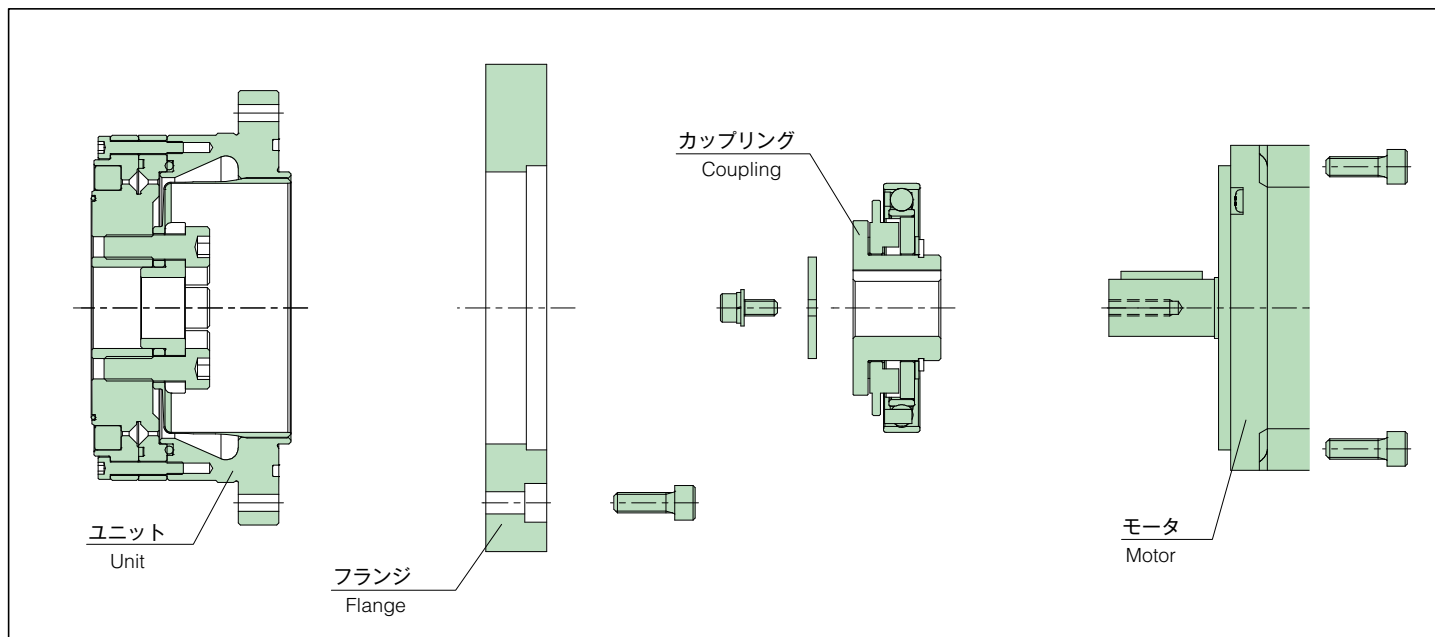 ユニット
Unit
フランジ
Flange
カップリング
Coupling
モータ
Motor